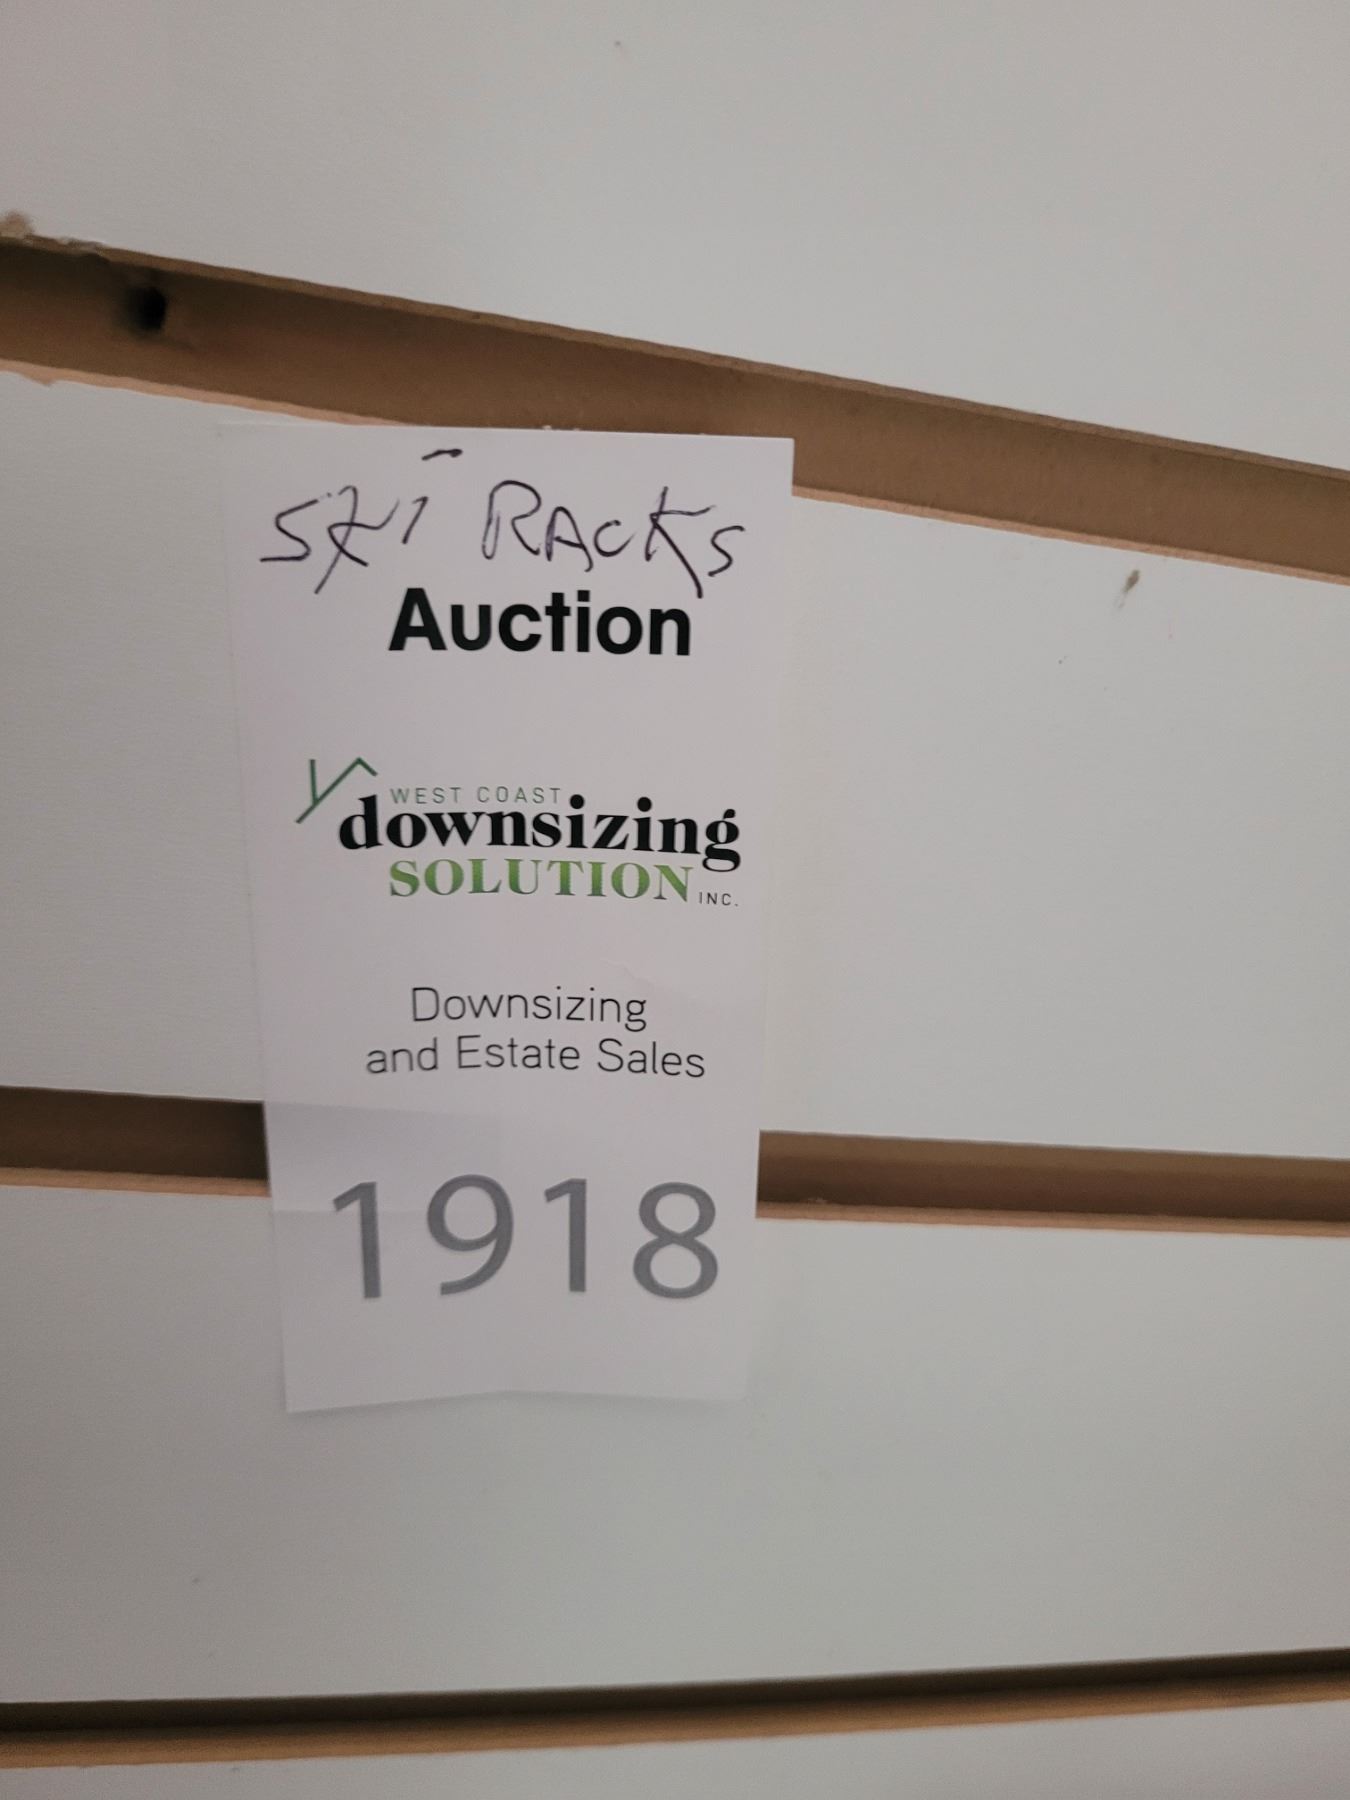 SKI RACKS
Auction
WEST COAST
downsizing
SOLUTION INC.
Downsizing
and Estate Sales
1918